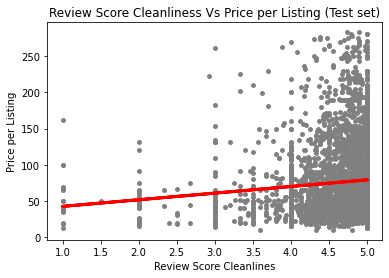 Review Score Cleanliness Vs Price per Listing (Test set)
Price per Listing
250
200
150
100
50
0
1.0 1.5 2.0 2.5 3.0 3.5 4.0 4.5 5.0
Review Score Cleanlines